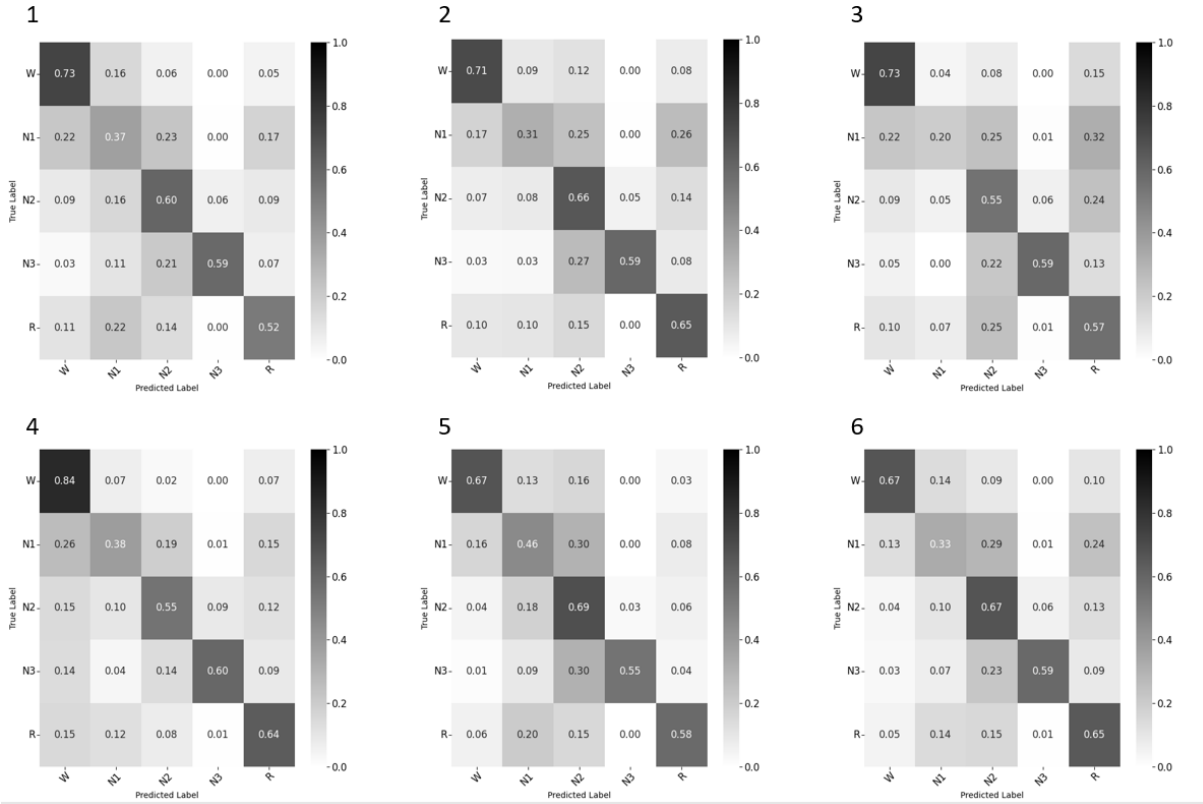 1
1.0
W
0.73 0.16 0.06 0.00 0.05
0.8
N1
0.22 0.37 0.23 0.00 0.17
0.6
True Label
N2
0.09 0.16 0.60 0.06 0.09
0.4
N3
0.03 0.11 0.21 0.59 0.07
0.2
R
0.11 0.22 0.14 0.00 0.52
0.0
W N1 N2 N3 R
Predicted Label
2
1.0
W
0.71 0.09 0.12 0.00 0.08
0.8
N1
0.17 0.31 0.25 0.00 0.26
0.6
True Label
N2
0.07 0.08 0.66 0.05 0.14
0.4
N3
0.03 0.03 0.27 0.59 0.08
0.2
R
0.10 0.10 0.15 0.00 0.65
0.0
W N1 N2 N3 R
Predicted Label
3
1.0
W
0.73 0.04 0.08 0.00 0.15
0.8
N1
0.22 0.20 0.25 0.01 0.32
0.6
True Label
N2
0.09 0.05 0.55 0.06 0.24
0.4
N3
0.05 0.00 0.22 0.59 0.13
0.2
R
0.10 0.07 0.25 0.01 0.57
0.0
W N1 N2 N3 R
Predicted Label
4
1.0
W
0.84 0.07 0.02 0.00 0.07
0.8
N1
0.26 0.38 0.19 0.01 0.15
0.6
True Label
N2
0.15 0.10 0.55 0.09 0.12
0.4
N3
0.14 0.04 0.14 0.60 0.09
0.2
R
0.15 0.12 0.08 0.01 0.64
0.0
W N1 N2 N3 R
Predicted Label
5
1.0
W
0.67 0.13 0.16 0.00 0.03
0.8
N1
0.16 0.46 0.30 0.00 0.08
0.6
True Label
N2
0.04 0.18 0.69 0.03 0.06
0.4
N3
0.01 0.09 0.30 0.55 0.04
0.2
R
0.06 0.20 0.15 0.00 0.58
0.0
W N1 N2 N3 R
Predicted Label
6
1.0
W
0.67 0.14 0.09 0.00 0.10
0.8
N1
0.13 0.33 0.29 0.01 0.24
0.6
True Label
N2
0.04 0.10 0.67 0.06 0.13
0.4
N3
0.03 0.07 0.23 0.59 0.09
0.2
R
0.05 0.14 0.15 0.01 0.65
0.0
W N1 N2 N3 R
Predicted Label